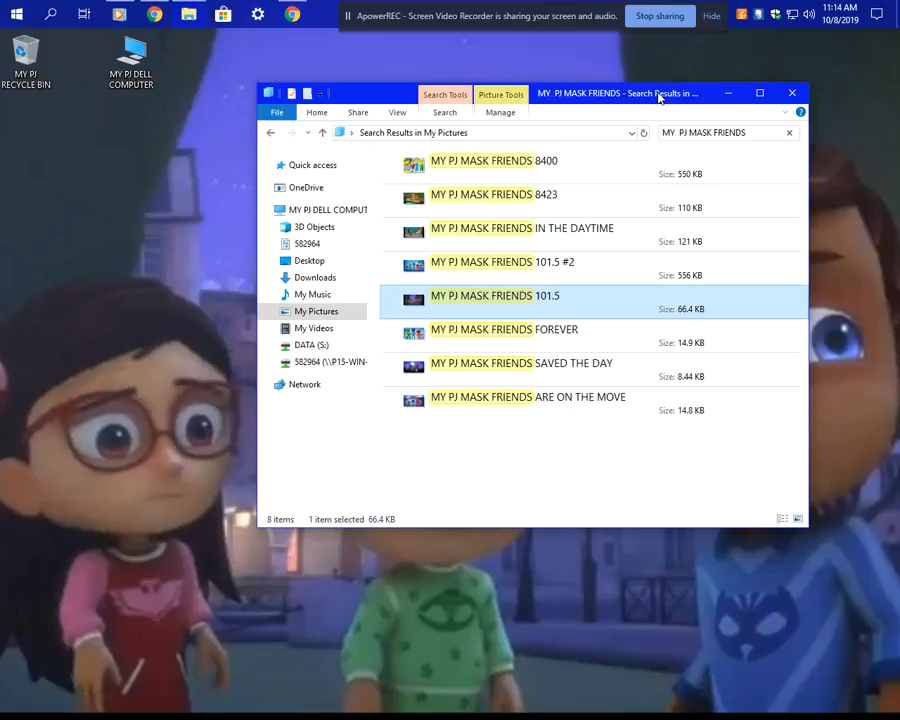 ApowerREC - Screen Video Recorder is sharing your screen and audio.
Stop sharing
Hide
11:14 AM
10/8/2019
MY PJ
RECYCLE BIN
MY PJ DELL
COMPUTER
Search Tools
Picture Tools
MY  PJ MASK FRIENDS - Search Results in ...
File
Home
Share
View
Search
Manage
Search Results in My Pictures
MY  PJ MASK FRIENDS
Quick access
OneDrive
MY PJ DELL COMPUT
3D Objects
582964
Desktop
Downloads
My Music
My Pictures
My Videos
DATA (S:)
582964 (\\P15-WIN-
Network
MY PJ MASK FRIENDS 8400
Size: 550 KB
MY PJ MASK FRIENDS 8423
Size: 110 KB
MY PJ MASK FRIENDS IN THE DAYTIME
Size: 121 KB
MY PJ MASK FRIENDS 101.5 #2
Size: 556 KB
MY PJ MASK FRIENDS 101.5
Size: 66.4 KB
MY PJ MASK FRIENDS FOREVER
Size: 14.9 KB
MY PJ MASK FRIENDS SAVED THE DAY
Size: 8.44 KB
MY PJ MASK FRIENDS ARE ON THE MOVE
Size: 14.8 KB
8 items
1 item selected 66.4 KB